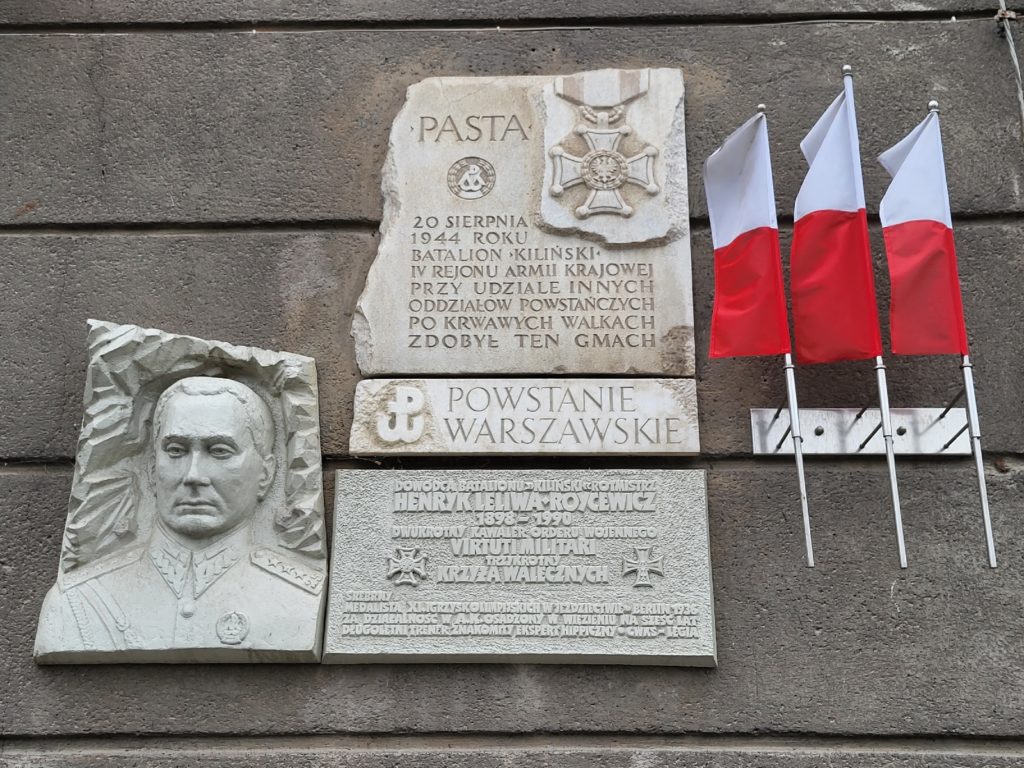 ·PASTA·
20 SIERPNIA
1944 ROKU
BATALION ·KILIŃSKI·
IV REJONU ARMII KRAJOWEJ
PRZY UDZIALE INNYCH
ODDZIAŁÓW POWSTAŃCZYCH
PO KRWAWYCH WALKACH
ZDOBYŁ TEN GMACH
POWSTANIE
WARSZAWSKIE
DOWÓDCA BATALIONU »KILIŃSKI« ROTMISTRZ
HENRYK LELIWA-ROYCEWICZ
1898–1990
DWUKROTNY KAWALER ORDERU WOJENNEGO
VIRTUTI MILITARI
TRZYKROTNY
KRZYŻA WALECZNYCH
SREBRNY
MEDALISTA XI IGRZYSK OLIMPIJSKICH W JEŹDZIECTWIE – BERLIN 1936
ZA DZIAŁALNOŚĆ W A.K. OSADZONY W WIĘZIENIU NA SZEŚĆ LAT
DŁUGOLETNI TRENER ZNAKOMITY EKSPERT HIPPICZNY – CWKS – LEGIA